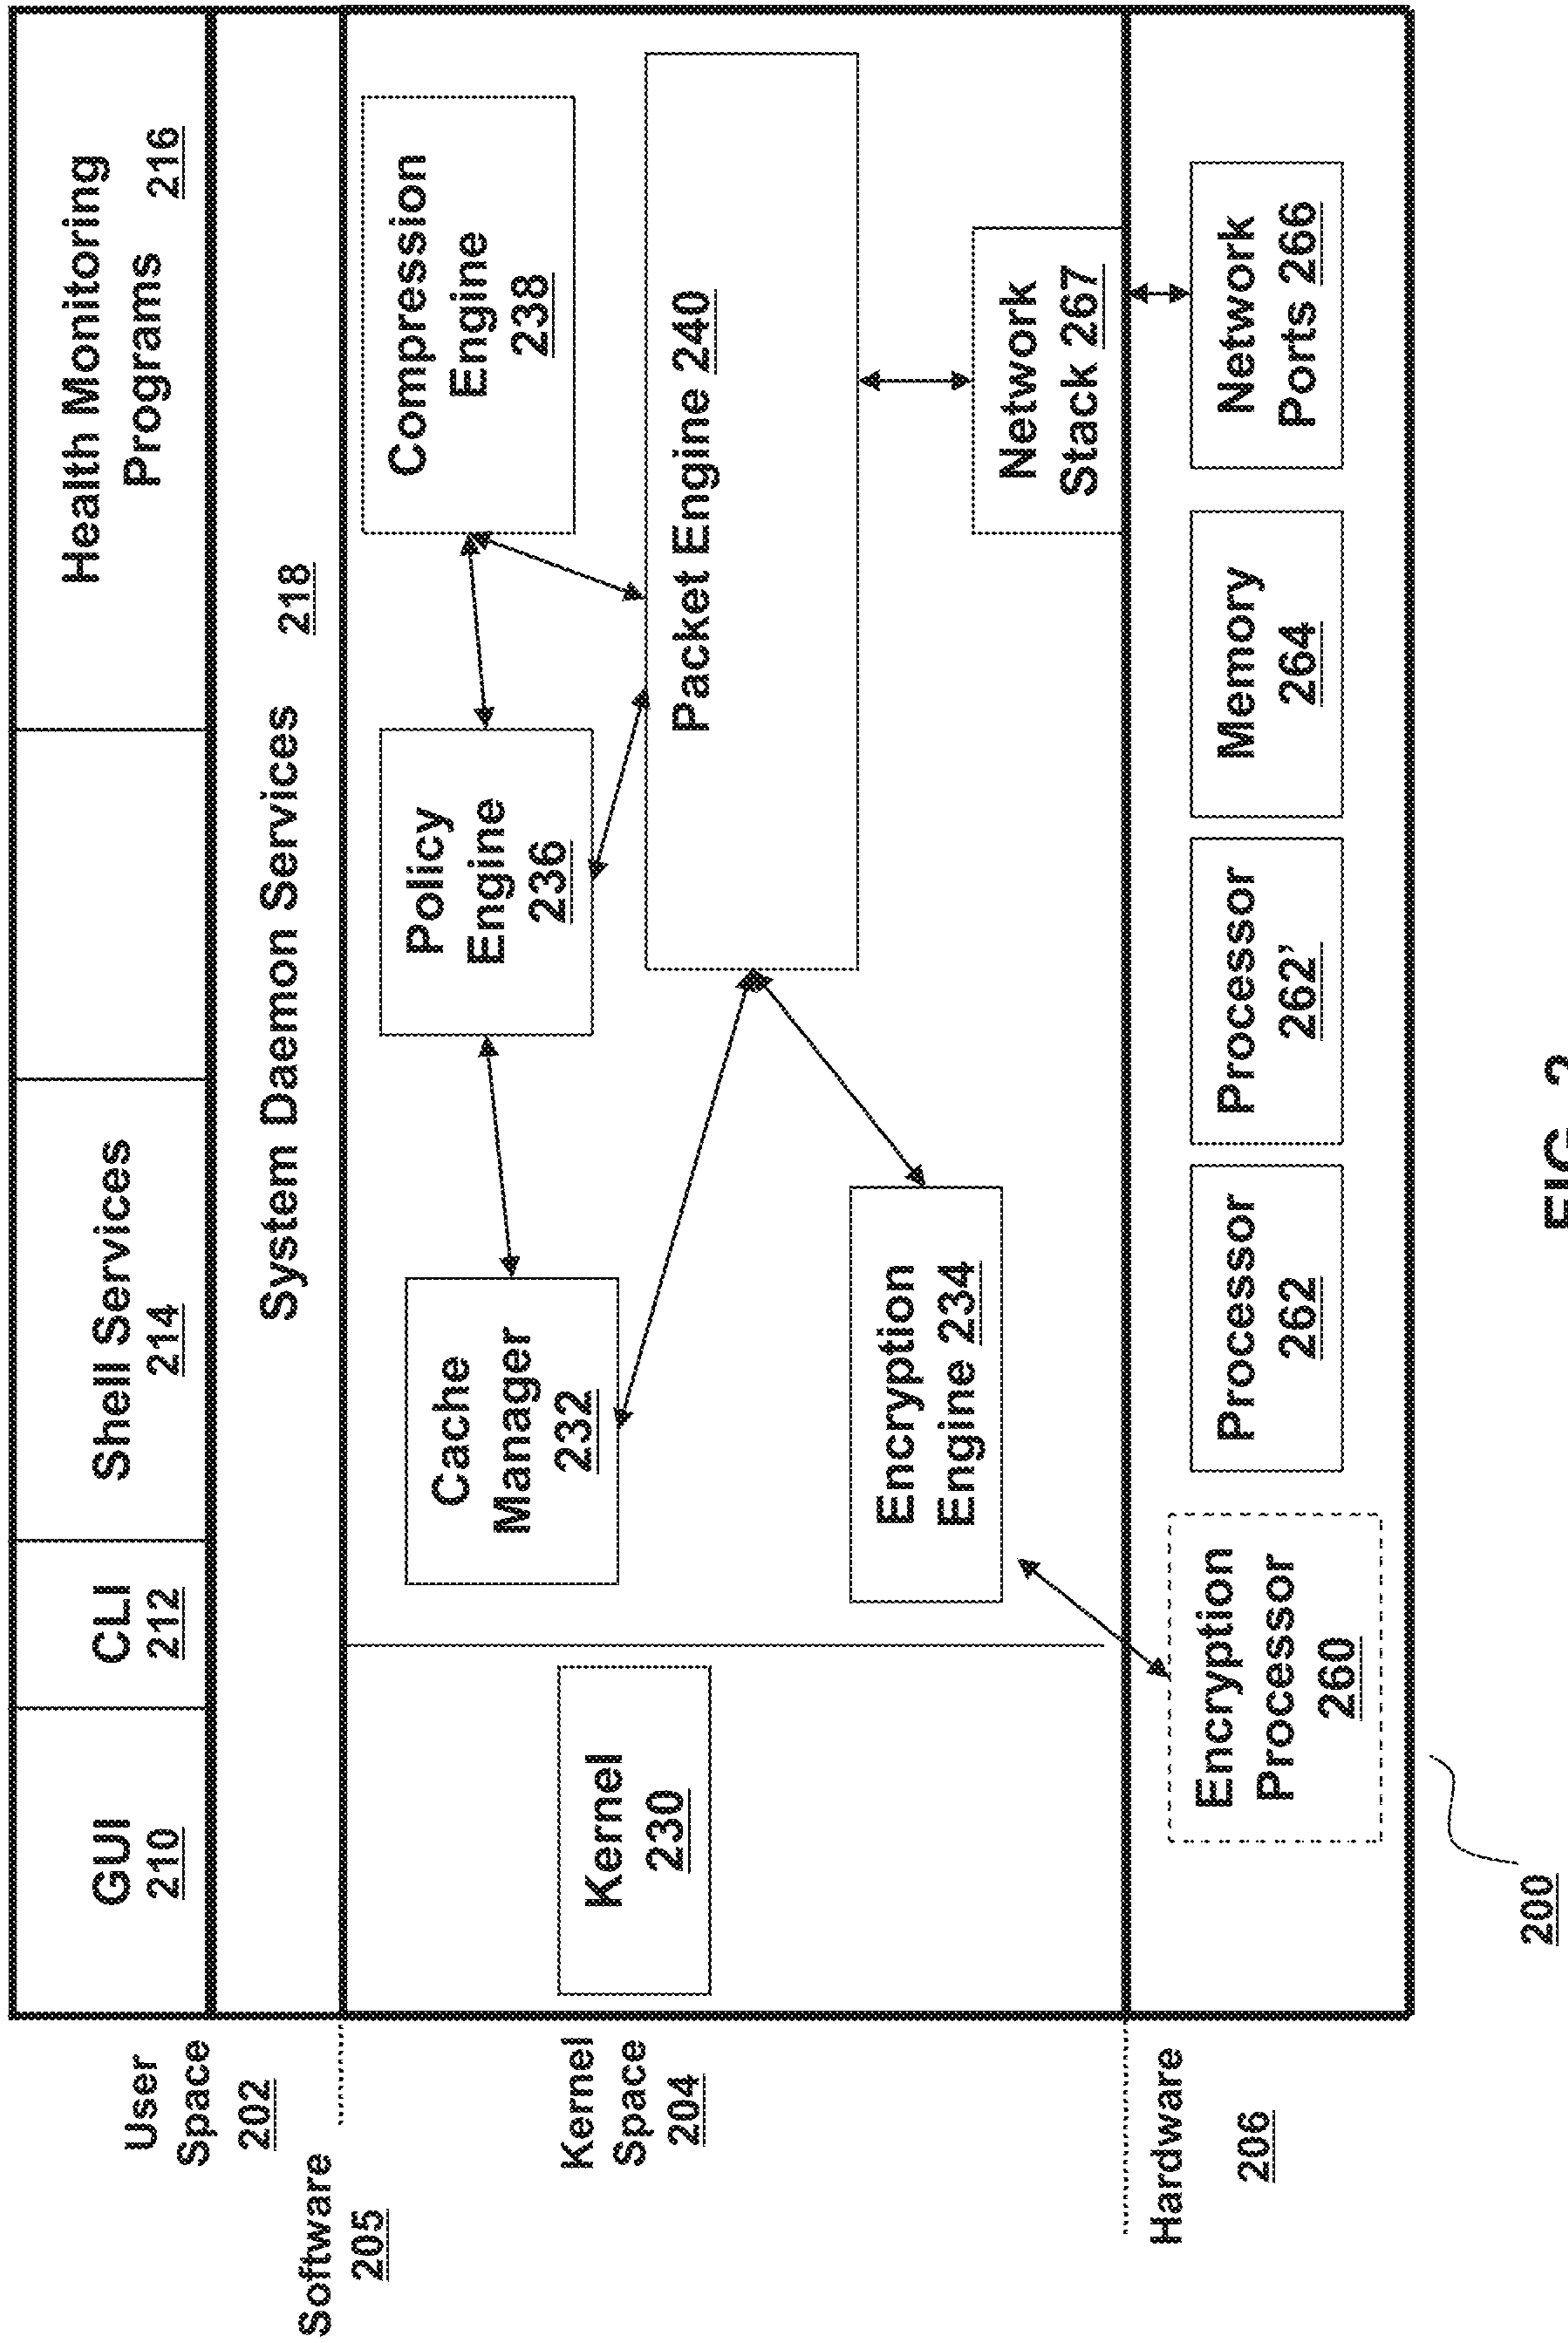 User
Space
202
Software
205
Kernel
Space
204
Hardware
206
GUI
210
CLI
212
Shell Services
214
Health Monitoring
Programs 216
System Daemon Services 218
Kernel
230
Cache
Manager
232
Policy
Engine
236
Compression
Engine
238
Packet Engine 240
Encryption
Engine 234
Network
Stack 267
Encryption
Processor
260
Processor
262
Processor
262’
Memory
264
Network
Ports 266
200